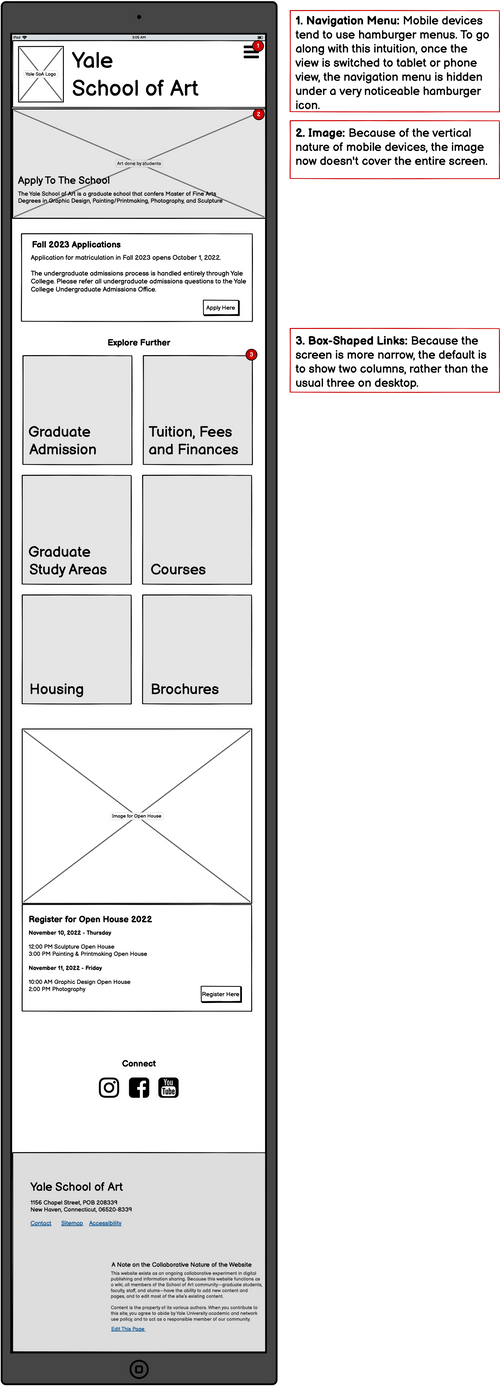 iPad
3:05 AM
Yale SoA Logo
Yale
School of Art
1
2
Art done by students
Apply To The School
The Yale School of Art is a graduate school that confers Master of Fine Arts
Degrees in Graphic Design, Painting/Printmaking, Photography, and Sculpture
Fall 2023 Applications
Application for matriculation in Fall 2023 opens October 1, 2022.
The undergraduate admissions process is handled entirely through Yale
College. Please refer all undergraduate admissions questions to the Yale
College Undergraduate Admissions Office.
Apply Here
Explore Further
3
Graduate
Admission
Tuition, Fees
and Finances
Graduate
Study Areas
Courses
Housing
Brochures
Image for Open House
Register for Open House 2022
November 10, 2022 - Thursday
12:00 PM Sculpture Open House
3:00 PM Painting & Printmaking Open House
November 11, 2022 - Friday
10:00 AM Graphic Design Open House
2:00 PM Photography
Register Here
Connect
You
Tube
Yale School of Art
1156 Chapel Street, POB 208339
New Haven, Connecticut, 06520-8339
Contact Sitemap Accessibility
A Note on the Collaborative Nature of the Website
This website exists as an ongoing collaborative experiment in digital
publishing and information sharing. Because this website functions as
a wiki, all members of the School of Art community—graduate students,
faculty, staff, and alums—have the ability to add new content and
pages, and to edit most of the site's existing content.
Content is the property of its various authors. When you contribute to
this site, you agree to abide by Yale University academic and network
use policy, and to act as a responsible member of our community.
Edit This Page
1. Navigation Menu: Mobile devices
tend to use hamburger menus. To go
along with this intuition, once the
view is switched to tablet or phone
view, the navigation menu is hidden
under a very noticeable hamburger
icon.
2. Image: Because of the vertical
nature of mobile devices, the image
now doesn't cover the entire screen.
3. Box-Shaped Links: Because the
screen is more narrow, the default is
to show two columns, rather than the
usual three on desktop.